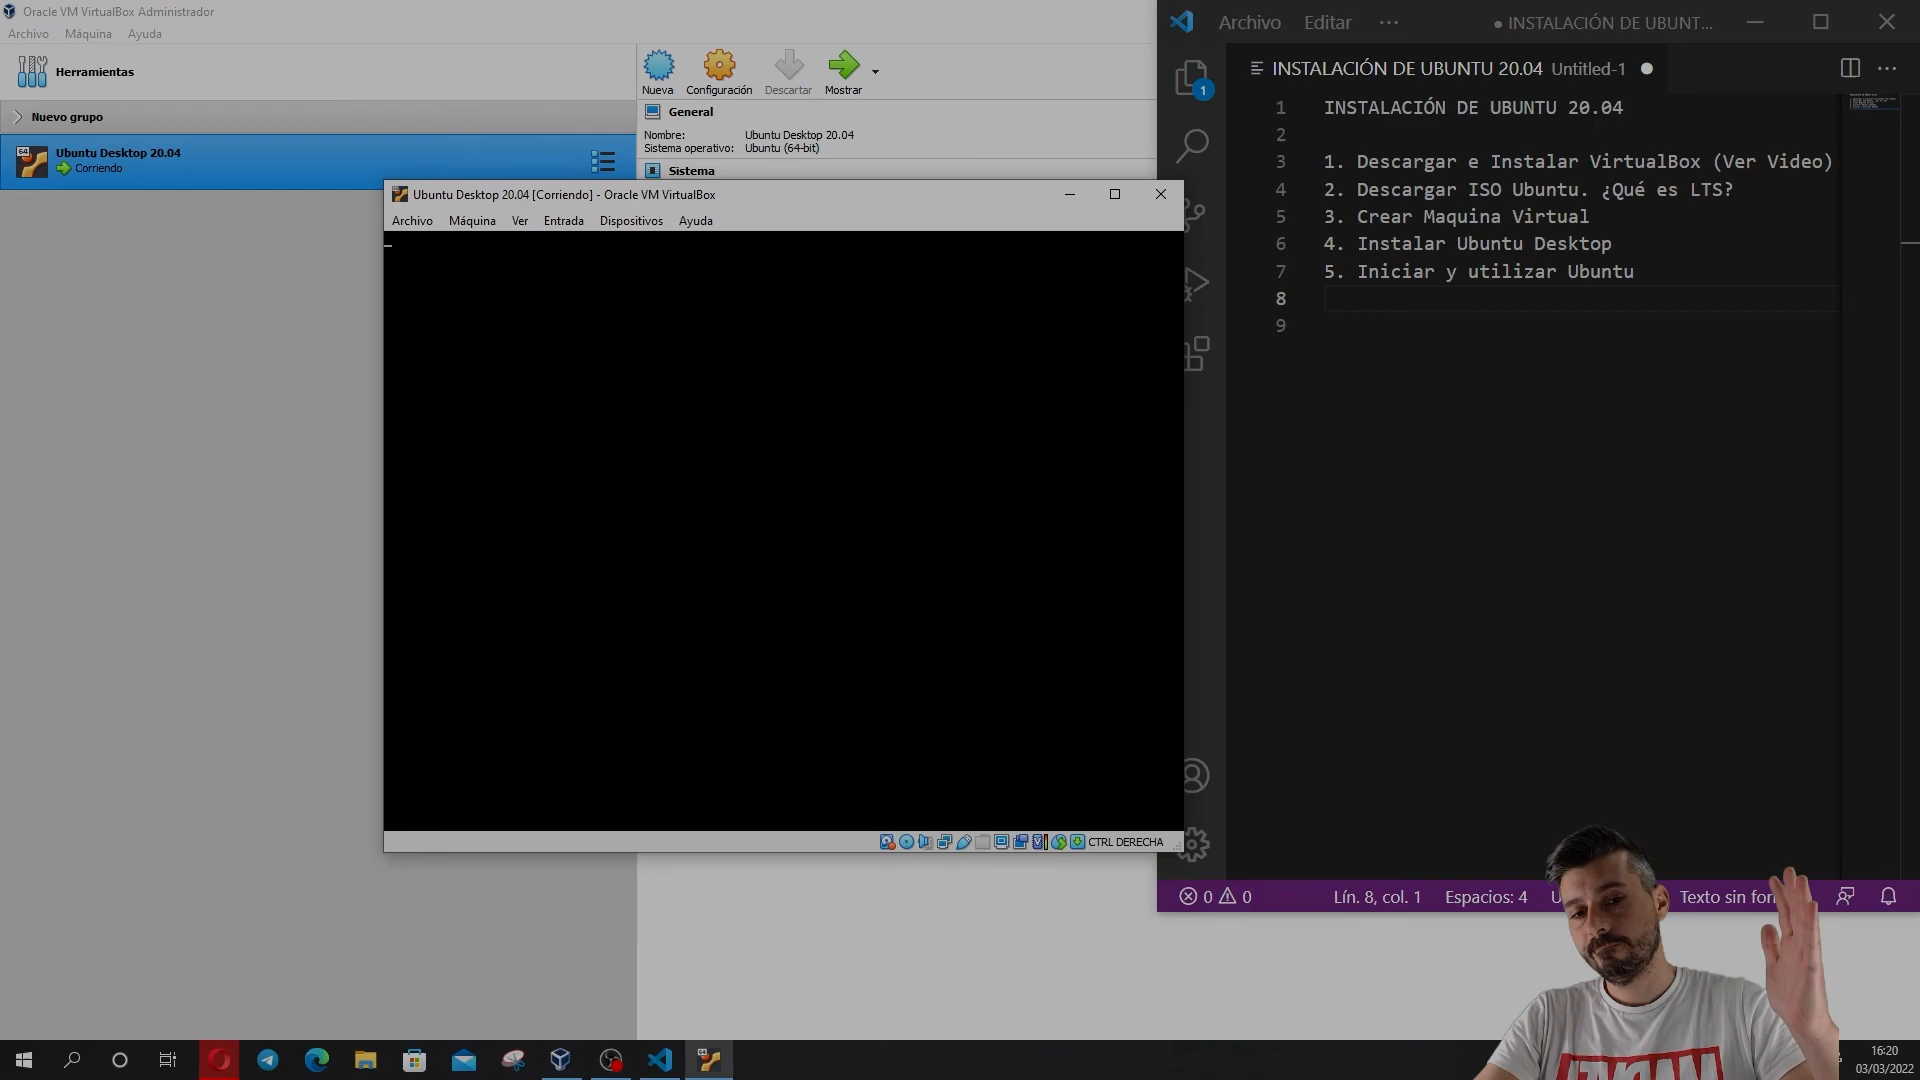 Oracle VM VirtualBox Administrador
Archivo Máquina Ayuda
Herramientas
Nuevo grupo
64
Ubuntu Desktop 20.04
Corriendo
Nueva Configuración Descartar Mostrar
General
Nombre: Ubuntu Desktop 20.04
Sistema operativo: Ubuntu (64-bit)
Sistema
Ubuntu Desktop 20.04 [Corriendo] - Oracle VM VirtualBox
Archivo Máquina Ver Entrada Dispositivos Ayuda
CTRL DERECHA
Archivo Editar ··· ● INSTALACIÓN DE UBUNT...
INSTALACIÓN DE UBUNTU 20.04 Untitled-1
1
1 INSTALACIÓN DE UBUNTU 20.04
2
3 1. Descargar e Instalar VirtualBox (Ver Video)
4 2. Descargar ISO Ubuntu. ¿Qué es LTS?
5 3. Crear Maquina Virtual
6 4. Instalar Ubuntu Desktop
7 5. Iniciar y utilizar Ubuntu
8
9
0 0 Lín. 8, col. 1 Espacios: 4 U Texto sin for
16:20
03/03/2022